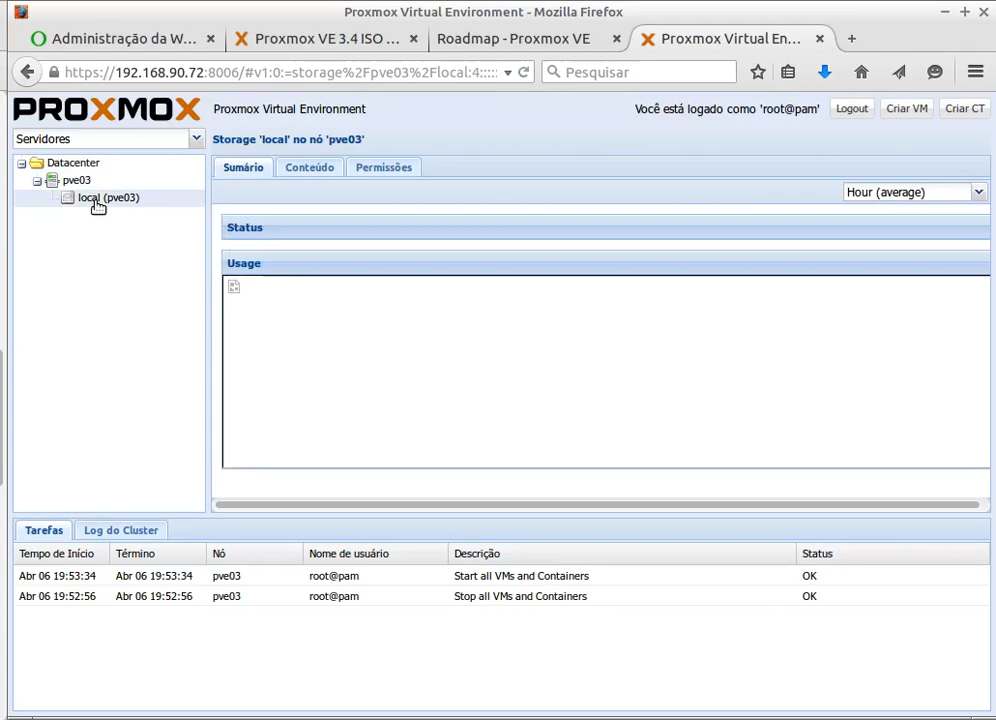 Proxmox Virtual Environment - Mozilla Firefox
Administração da W...
Proxmox VE 3.4 ISO ...
Roadmap - Proxmox VE
Proxmox Virtual En...
https://192.168.90.72:8006/#v1:0:=storage%2Fpve03%2Flocal:4:::::
Pesquisar
PROXMOX
Proxmox Virtual Environment
Você está logado como 'root@pam'
Logout
Criar VM
Criar CT
Servidores
Storage 'local' no nó 'pve03'
Datacenter
pve03
local (pve03)
Sumário
Conteúdo
Permissões
Hour (average)
Status
Usage
Tarefas
Log do Cluster
Tempo de Início Término Nó Nome de usuário Descrição Status
Abr 06 19:53:34 Abr 06 19:53:34 pve03 root@pam Start all VMs and Containers OK
Abr 06 19:52:56 Abr 06 19:52:56 pve03 root@pam Stop all VMs and Containers OK